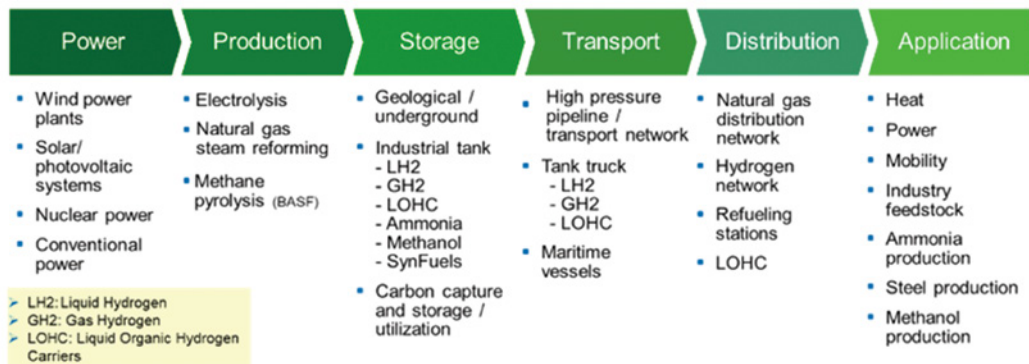 Power
Production
Storage
Transport
Distribution
Application
Wind power
plants
Solar/
photovoltaic
systems
Nuclear power
Conventional
power
LH2: Liquid Hydrogen
GH2: Gas Hydrogen
LOHC: Liquid Organic Hydrogen
Carriers
Electrolysis
Natural gas
steam reforming
Methane
pyrolysis (BASF)
Geological /
underground
Industrial tank
- LH2
- GH2
- LOHC
- Ammonia
- Methanol
- SynFuels
Carbon capture
and storage /
utilization
High pressure
pipeline /
transport network
Tank truck
- LH2
- GH2
- LOHC
Maritime
vessels
Natural gas
distribution
network
Hydrogen
network
Refueling
stations
LOHC
Heat
Power
Mobility
Industry
feedstock
Ammonia
production
Steel production
Methanol
production